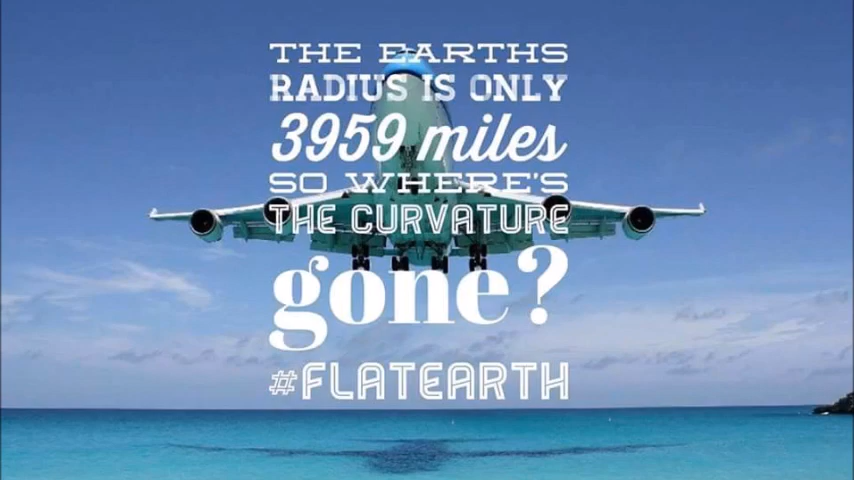 THE EARTHS
RADIUS IS ONLY
3959 miles
SO WHERE'S
THE CURVATURE
gone?
#FLATEARTH